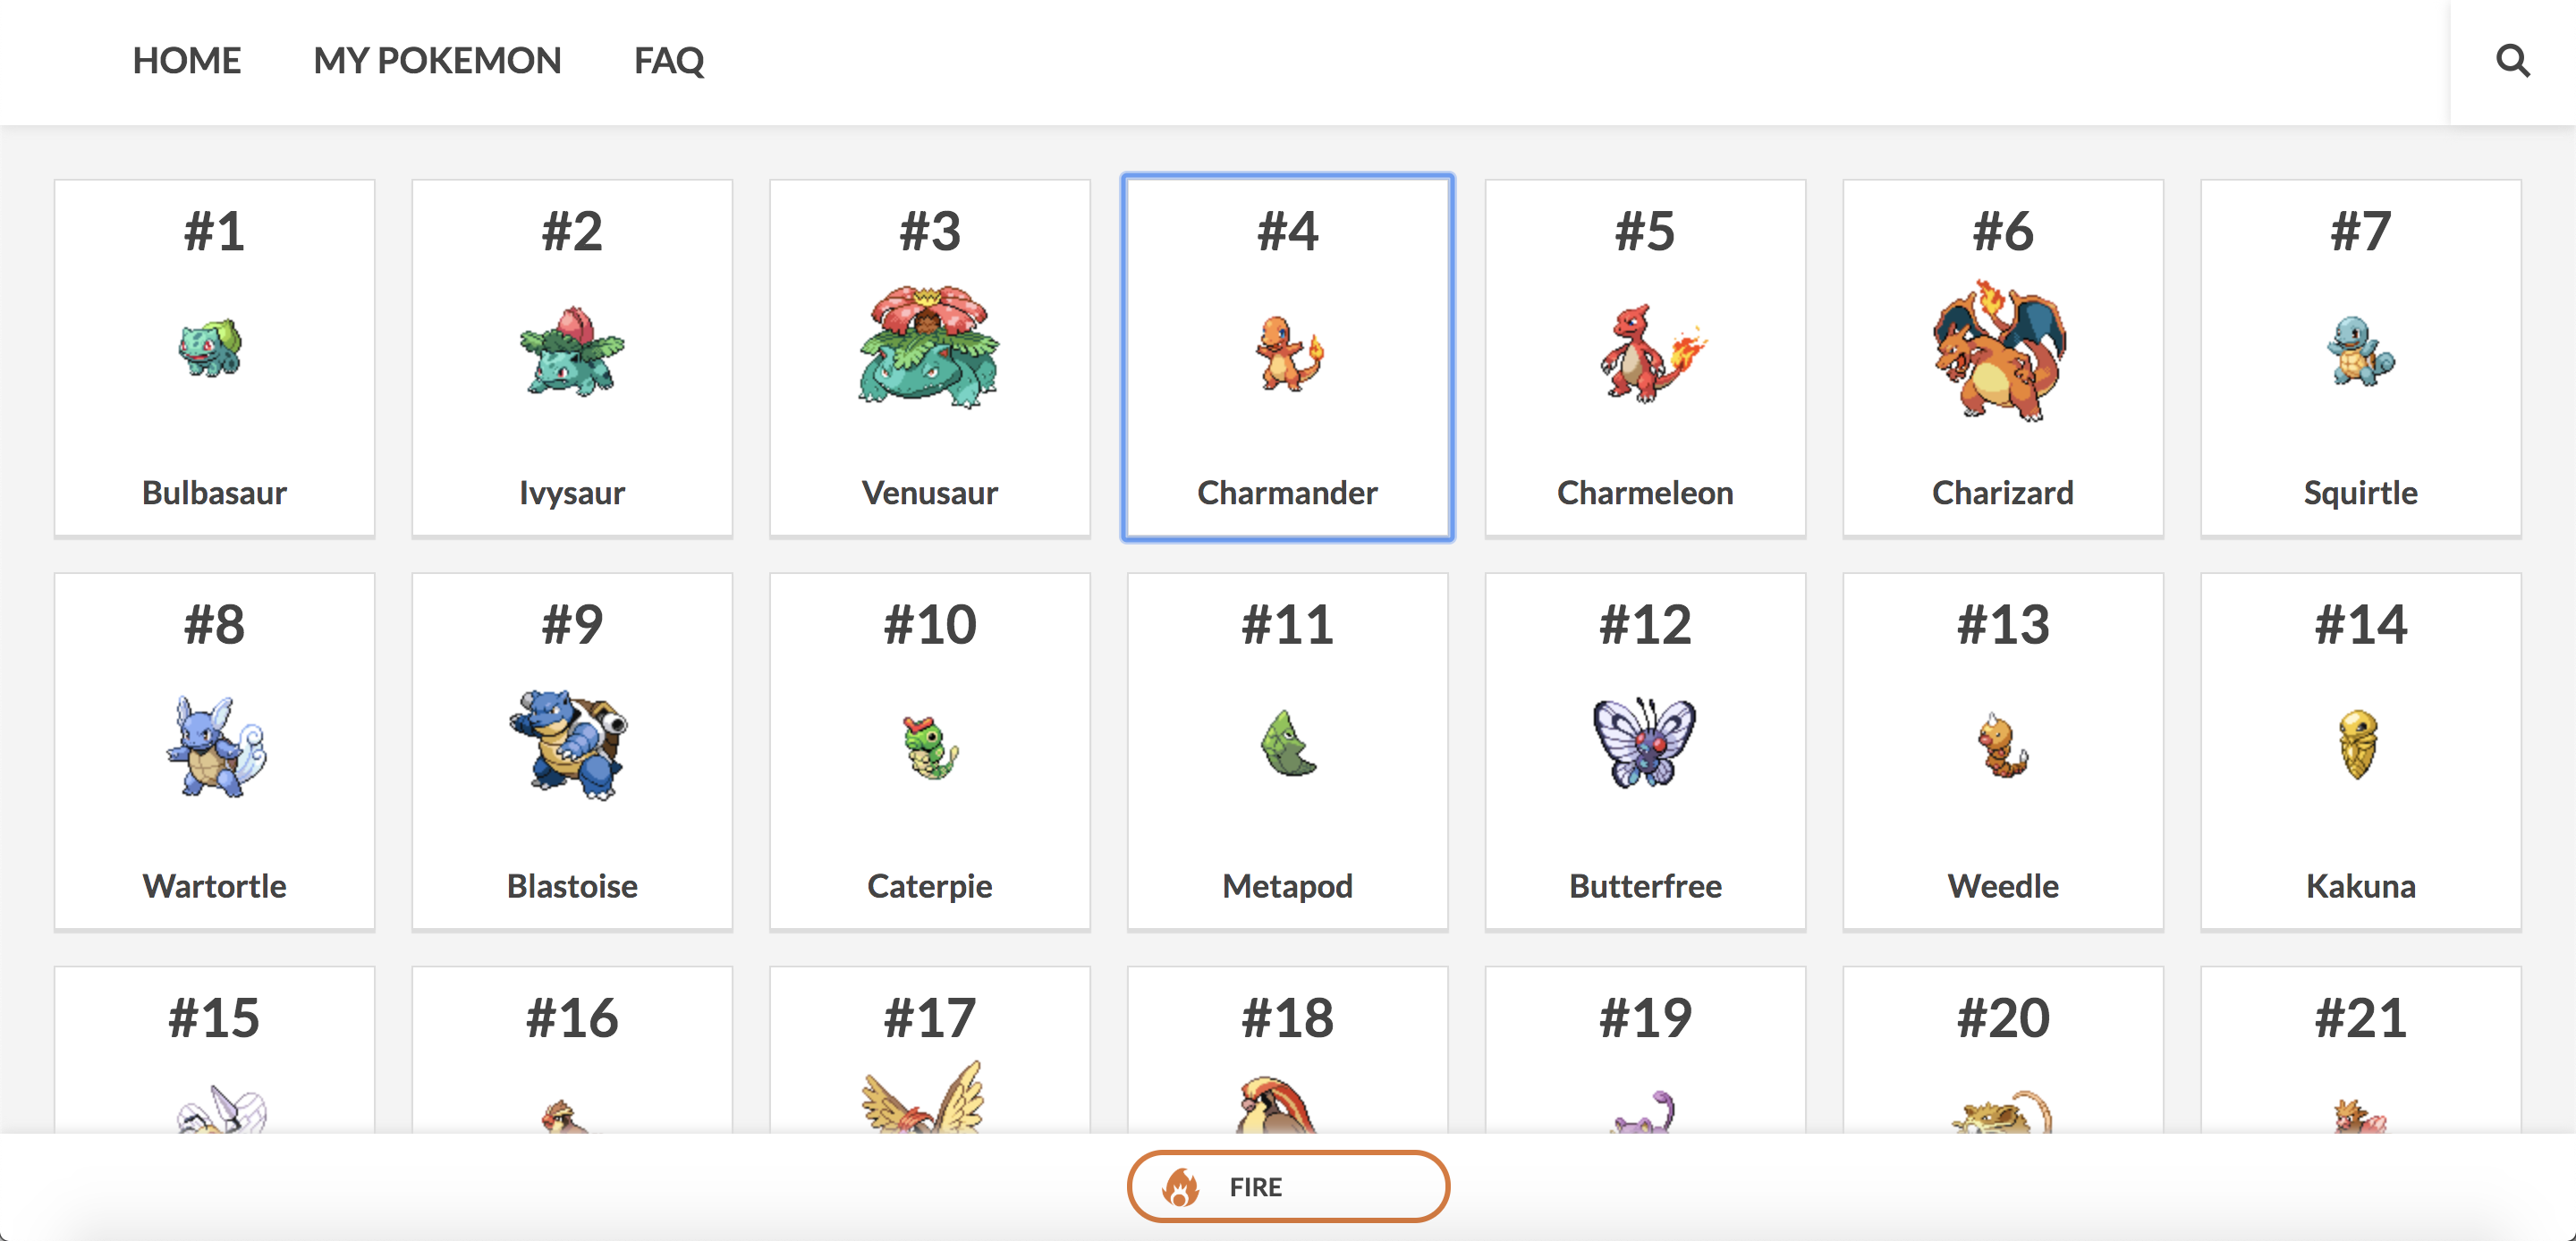 HOME MY POKEMON FAQ
#1 #2 #3 #4 #5 #6 #7
Bulbasaur Ivysaur Venusaur Charmander Charmeleon Charizard Squirtle
#8 #9 #10 #11 #12 #13 #14
Wartortle Blastoise Caterpie Metapod Butterfree Weedle Kakuna
#15 #16 #17 #18 #19 #20 #21
FIRE